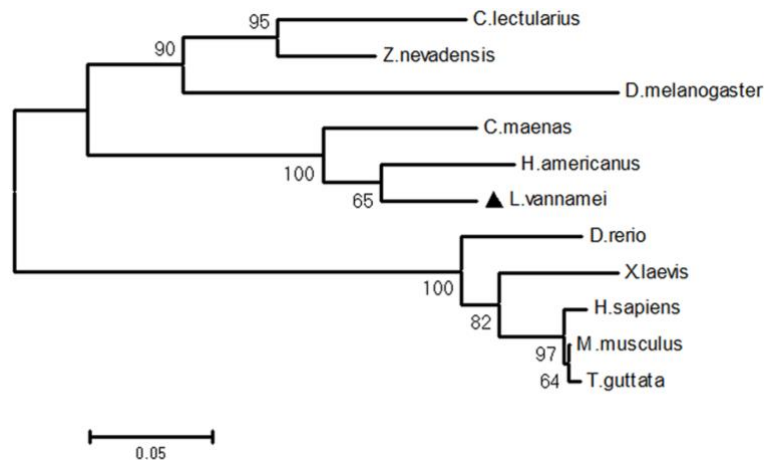 C.lectularius
95
Z.nevadensis
90
D.melanogaster
C.maenas
100
H.americanus
65
L.vannamei
D.rerio
100
X.laevis
82
H.sapiens
97
M.musculus
64
T.guttata
0.05